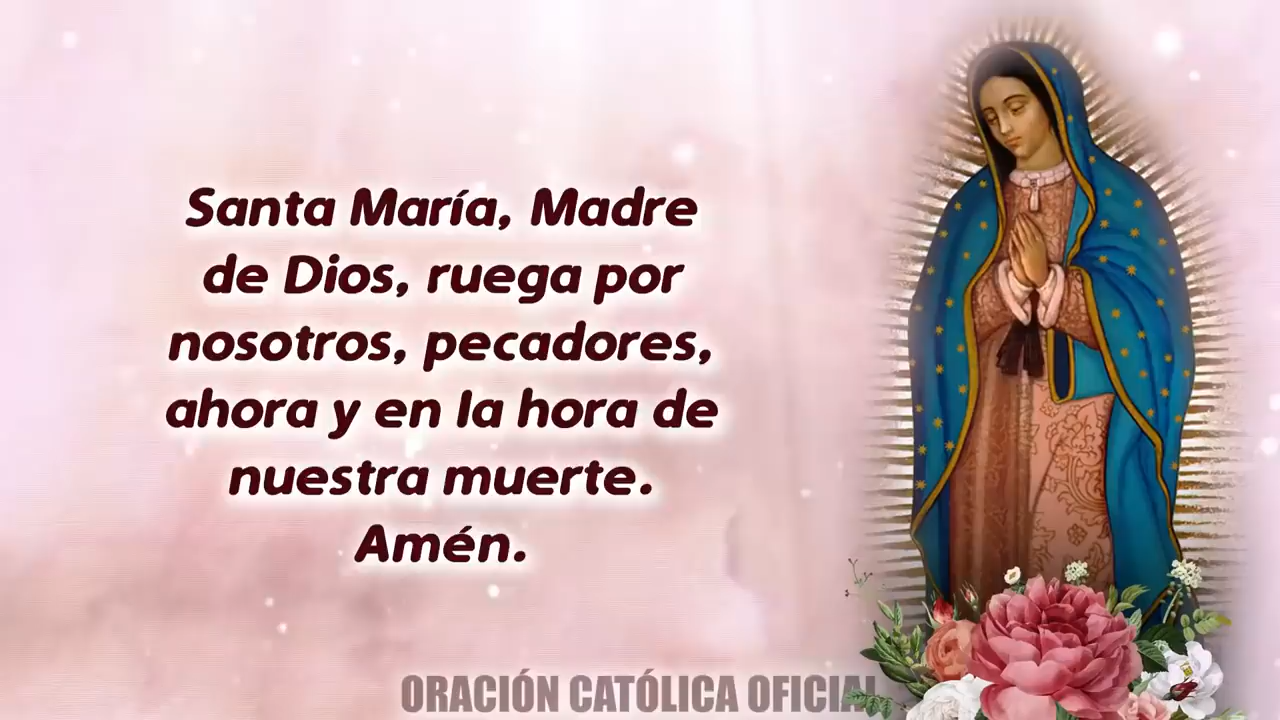 Santa María, Madre
de Dios, ruega por
nosotros, pecadores,
ahora y en la hora de
nuestra muerte.
Amén.
ORACIÓN CATÓLICA OFICIAL